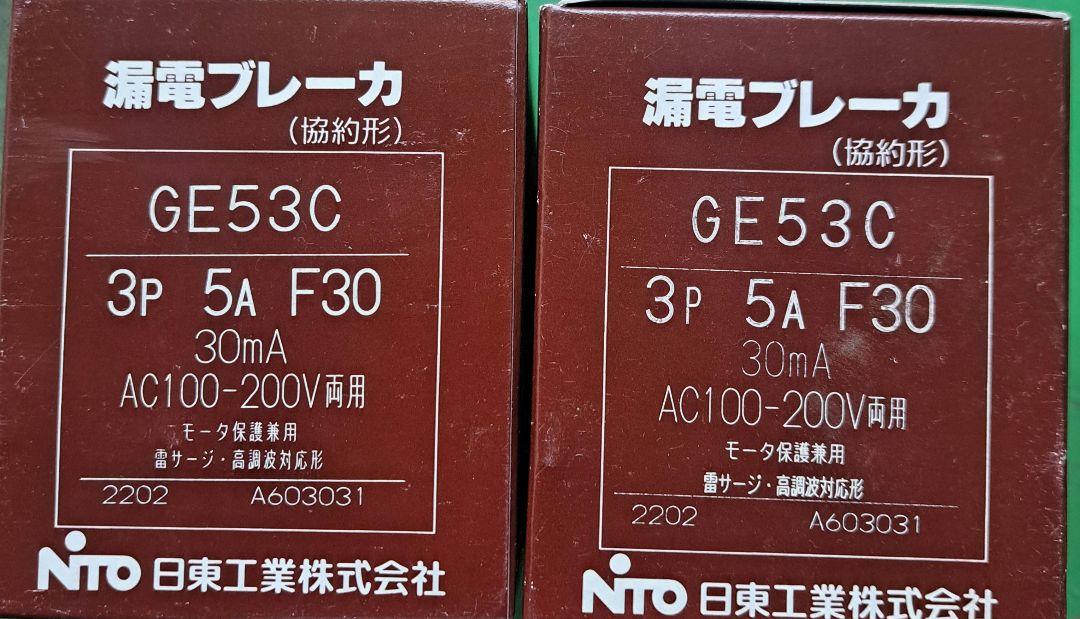 漏電ブレーカ
(協約形)
GE53C
3P 5A F30
30mA
AC100-200V両用
モータ保護兼用
雷サージ・高調波対応形
2202 A603031
NiTO 日東工業株式会社
漏電ブレーカ
(協約形)
GE53C
3P 5A F30
30mA
AC100-200V両用
モータ保護兼用
雷サージ・高調波対応形
2202 A603031
NiTO 日東工業株式会社